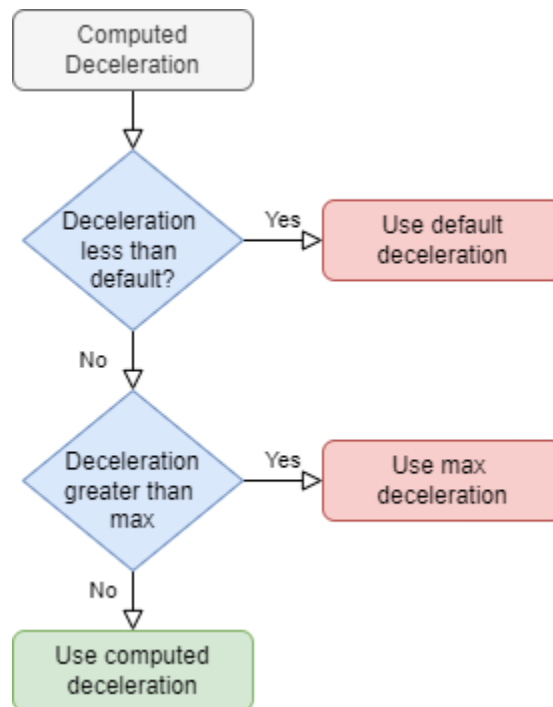 Computed
Deceleration
Deceleration
less than
default?
Yes
Use default
deceleration
No
Deceleration
greater than
max
Yes
Use max
deceleration
No
Use computed
deceleration